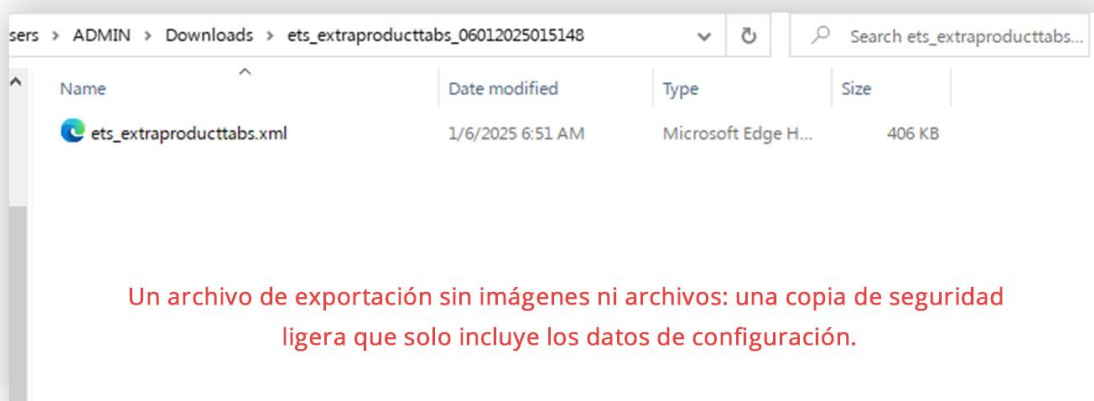 sers > ADMIN > Downloads > ets_extraproducttabs_06012025015148
Search ets_extraproducttabs...
Name Date modified Type Size
ets_extraproducttabs.xml 1/6/2025 6:51 AM Microsoft Edge H... 406 KB
Un archivo de exportación sin imágenes ni archivos: una copia de seguridad
ligera que solo incluye los datos de configuración.